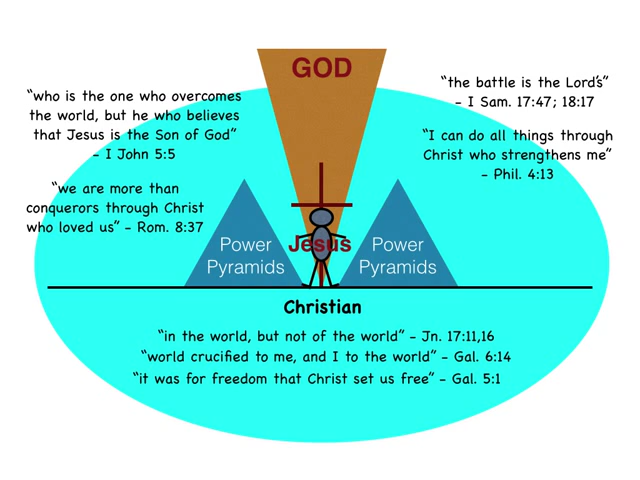 GOD
“who is the one who overcomes
the world, but he who believes
that Jesus is the Son of God”
– I John 5:5
“we are more than
conquerors through Christ
who loved us” – Rom. 8:37
“the battle is the Lord’s”
– I Sam. 17:47; 18:17
“I can do all things through
Christ who strengthens me”
– Phil. 4:13
Power
Pyramids
Jesus
Power
Pyramids
Christian
“in the world, but not of the world” – Jn. 17:11,16
“world crucified to me, and I to the world” – Gal. 6:14
“it was for freedom that Christ set us free” – Gal. 5:1